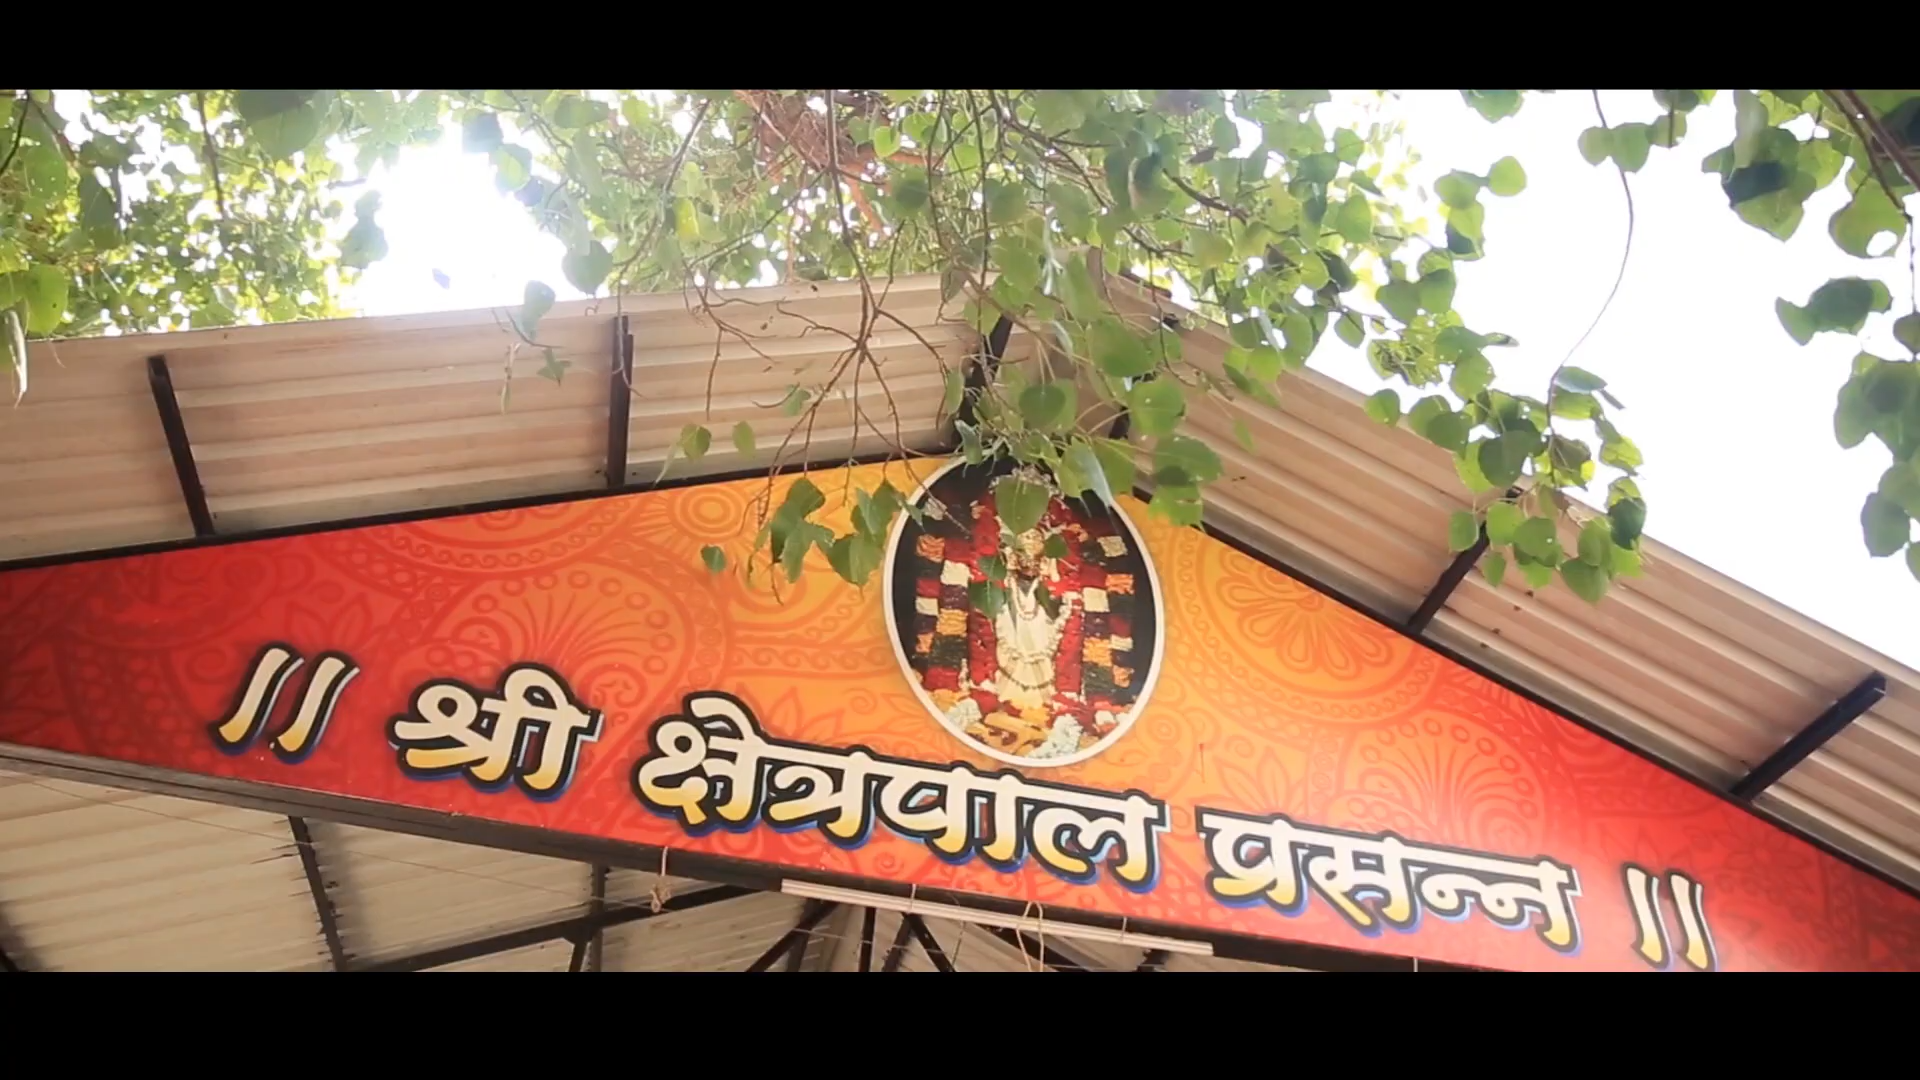 ॥ श्री क्षेत्रपाल प्रसन्न ॥